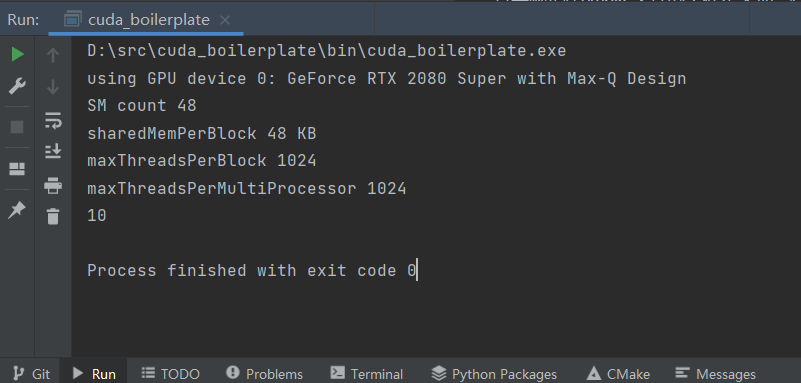 Run: cuda_boilerplate
D:\src\cuda_boilerplate\bin\cuda_boilerplate.exe
using GPU device 0: GeForce RTX 2080 Super with Max-Q Design
SM count 48
sharedMemPerBlock 48 KB
maxThreadsPerBlock 1024
maxThreadsPerMultiProcessor 1024
10
Process finished with exit code 0
Git Run TODO Problems Terminal Python Packages CMake Messages